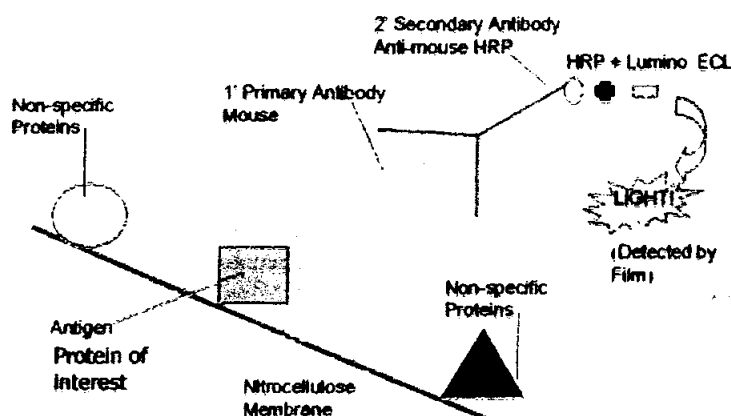 2' Secondary Antibody
Anti-mouse HRP
HRP + Lumino ECL
1' Primary Antibody
Mouse
Non-specific
Proteins
LIGHT!
(Detected by
Film)
Non-specific
Proteins
Antigen
Protein of
interest
Nitrocellulose
Membrane